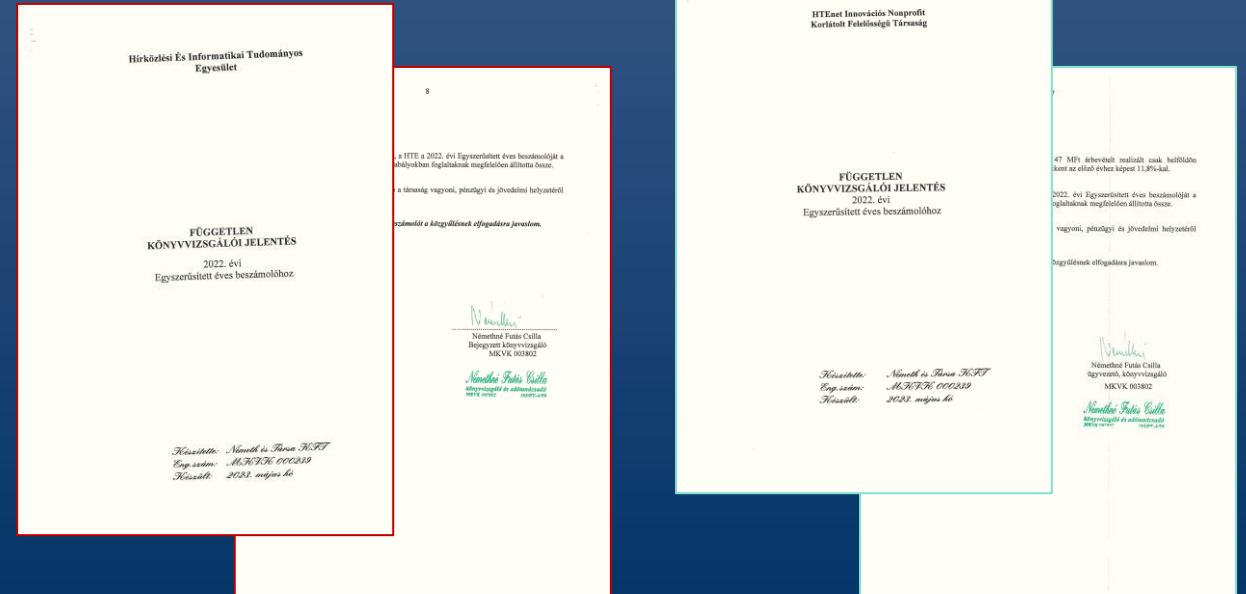 Hírközlési És Informatikai Tudományos
Egyesület
FÜGGETLEN
KÖNYVVIZSGÁLÓI JELENTÉS
2022. évi
Egyszerűsített éves beszámolóhoz
Készítette: Németh és Társa KFT
Eng.szám: MKVK 000239
Készült: 2023. május hó
8
, a HTE a 2022. évi Egyszerűsített éves beszámolóját a
foglaltaknak megfelelően állította össze.
a társaság vagyoni, pénzügyi és jövedelmi helyzetéről
a közgyűlésnek elfogadásra javaslom.
Némethné Futás Csilla
Bejegyzett könyvvizsgáló
MKVK 003802
Némethné Futás Csilla
könyvvizsgáló és adótanácsadó
HTEnet Innovációs Nonprofit
Korlátolt Felelősségű Társaság
FÜGGETLEN
KÖNYVVIZSGÁLÓI JELENTÉS
2022. évi
Egyszerűsített éves beszámolóhoz
Készítette: Németh és Társa KFT
Eng.szám: MKVK 000239
Készült: 2023. május hó
47 MFt árbevételt realizált csak belföldön
az előző évhez képest 11,8%-kal.
2022. évi Egyszerűsített éves beszámolóját a
megfelelően állította össze.
vagyoni, pénzügyi és jövedelmi helyzetéről
elfogadásra javaslom.
Némethné Futás Csilla
ügyvezető, könyvvizsgáló
MKVK 003802
Némethné Futás Csilla
könyvvizsgáló és adótanácsadó